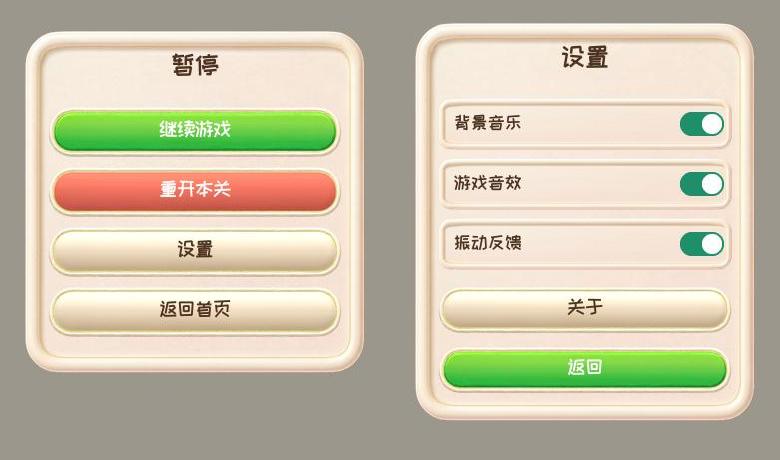 暂停
继续游戏
重开本关
设置
返回首页
设置
背景音乐
游戏音效
振动反馈
关于
返回